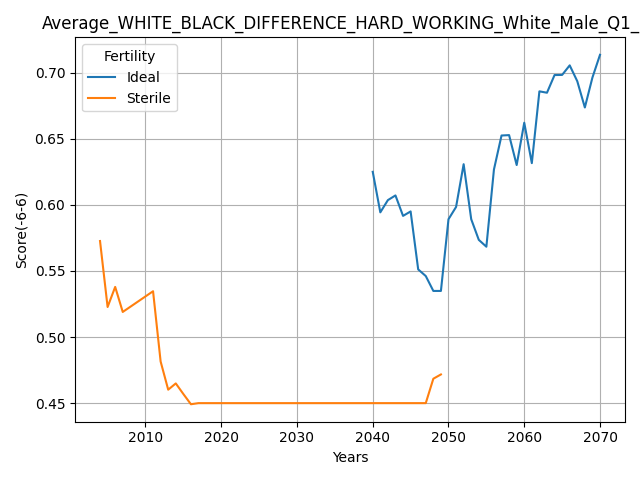 Average_WHITE_BLACK_DIFFERENCE_HARD_WORKING_White_Male_Q1_
Fertility
Ideal
Sterile
0.70
0.65
0.60
0.55
0.50
0.45
Score(-6-6)
2010 2020 2030 2040 2050 2060 2070
Years